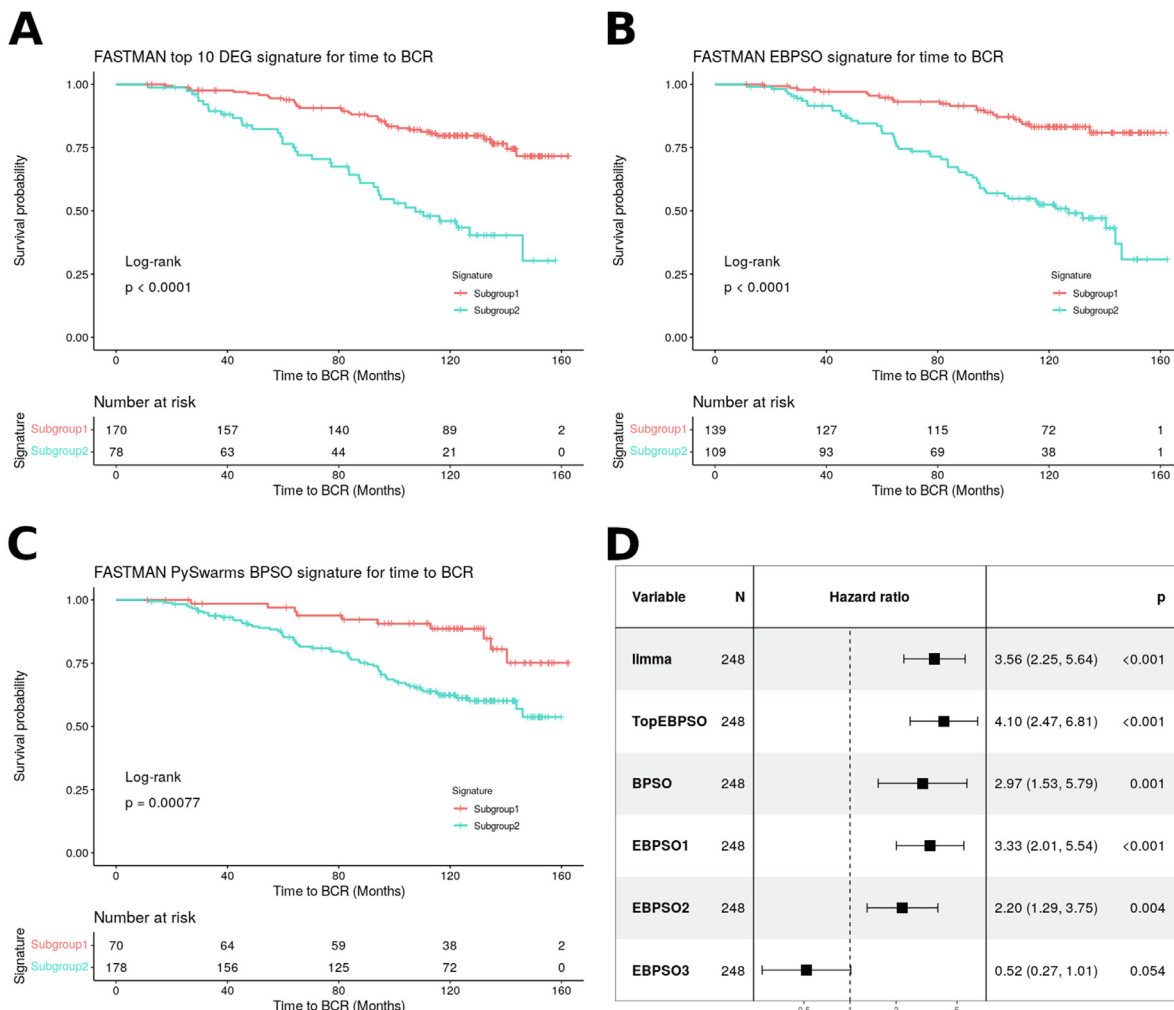 A
FASTMAN top 10 DEG signature for time to BCR
Survival probability
1.00
0.75
0.50
0.25
0.00
Log-rank
p < 0.0001
Signature
Subgroup1
Subgroup2
0 40 80 120 160
Time to BCR (Months)
Number at risk
Signature
Subgroup1 170 157 140 89 2
Subgroup2 78 63 44 21 0
0 40 80 120 160
Time to BCR (Months)
B
FASTMAN EBPSO signature for time to BCR
Survival probability
1.00
0.75
0.50
0.25
0.00
Log-rank
p < 0.0001
Signature
Subgroup1
Subgroup2
0 40 80 120 160
Time to BCR (Months)
Number at risk
Signature
Subgroup1 139 127 115 72 1
Subgroup2 109 93 69 38 1
0 40 80 120 160
Time to BCR (Months)
C
FASTMAN PySwarms BPSO signature for time to BCR
Survival probability
1.00
0.75
0.50
0.25
0.00
Log-rank
p = 0.00077
Signature
Subgroup1
Subgroup2
0 40 80 120 160
Time to BCR (Months)
Number at risk
Signature
Subgroup1 70 64 59 38 2
Subgroup2 178 156 125 72 0
0 40 80 120 160
Time to BCR (Months)
D
Variable N Hazard ratio p
limma 248 3.56 (2.25, 5.64) <0.001
TopEBPSO 248 4.10 (2.47, 6.81) <0.001
BPSO 248 2.97 (1.53, 5.79) 0.001
EBPSO1 248 3.33 (2.01, 5.54) <0.001
EBPSO2 248 2.20 (1.29, 3.75) 0.004
EBPSO3 248 0.52 (0.27, 1.01) 0.054